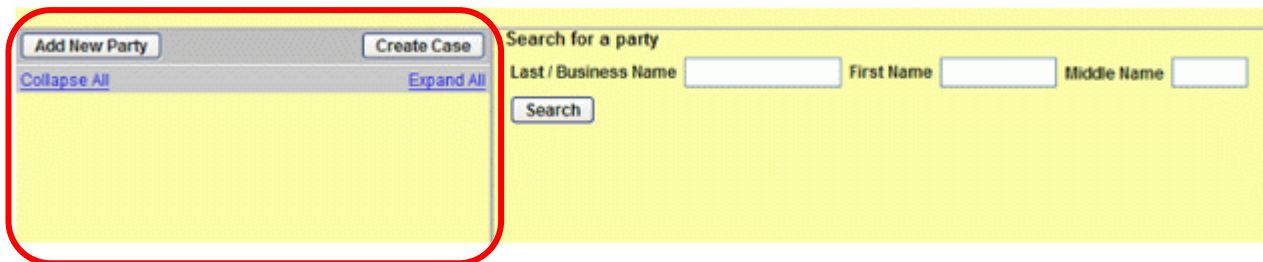 Add New Party Create Case
Collapse All Expand All
Search for a party
Last / Business Name First Name Middle Name
Search